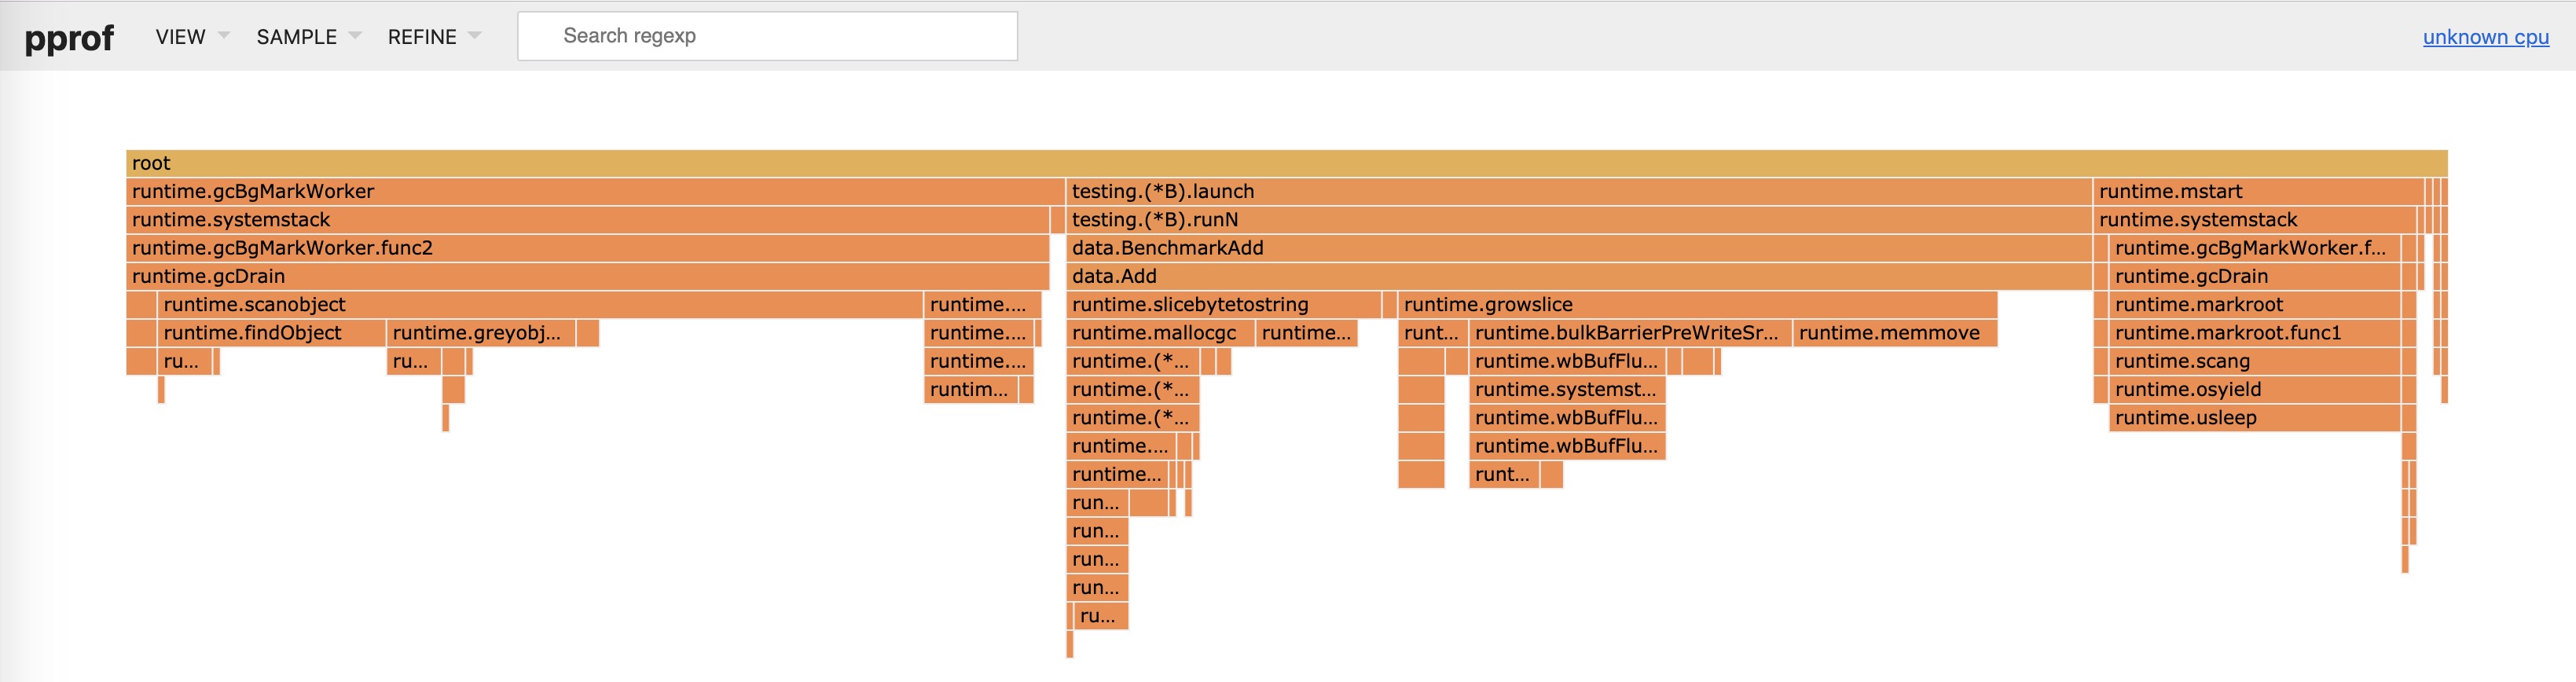 pprof VIEW SAMPLE REFINE Search regexp unknown cpu
root
runtime.gcBgMarkWorker testing.(*B).launch runtime.mstart
runtime.systemstack testing.(*B).runN runtime.systemstack
runtime.gcBgMarkWorker.func2 data.BenchmarkAdd runtime.gcBgMarkWorker.f...
runtime.gcDrain data.Add runtime.gcDrain
runtime.scanobject runtime.... runtime.slicebytetostring runtime.growslice runtime.markroot
runtime.findObject runtime.greyobj... runtime.... runtime.mallocgc runtime... runt... runtime.bulkBarrierPreWriteSr... runtime.memmove runtime.markroot.func1
ru... ru... runtime.... runtime.(*... runtime.wbBufFlu... runtime.scang
runtim... runtime.(*... runtime.systemst... runtime.osyield
runtime.(*... runtime.wbBufFlu... runtime.usleep
runtime.... runtime.wbBufFlu...
runtime... runt...
run...
run...
run...
run...
ru...